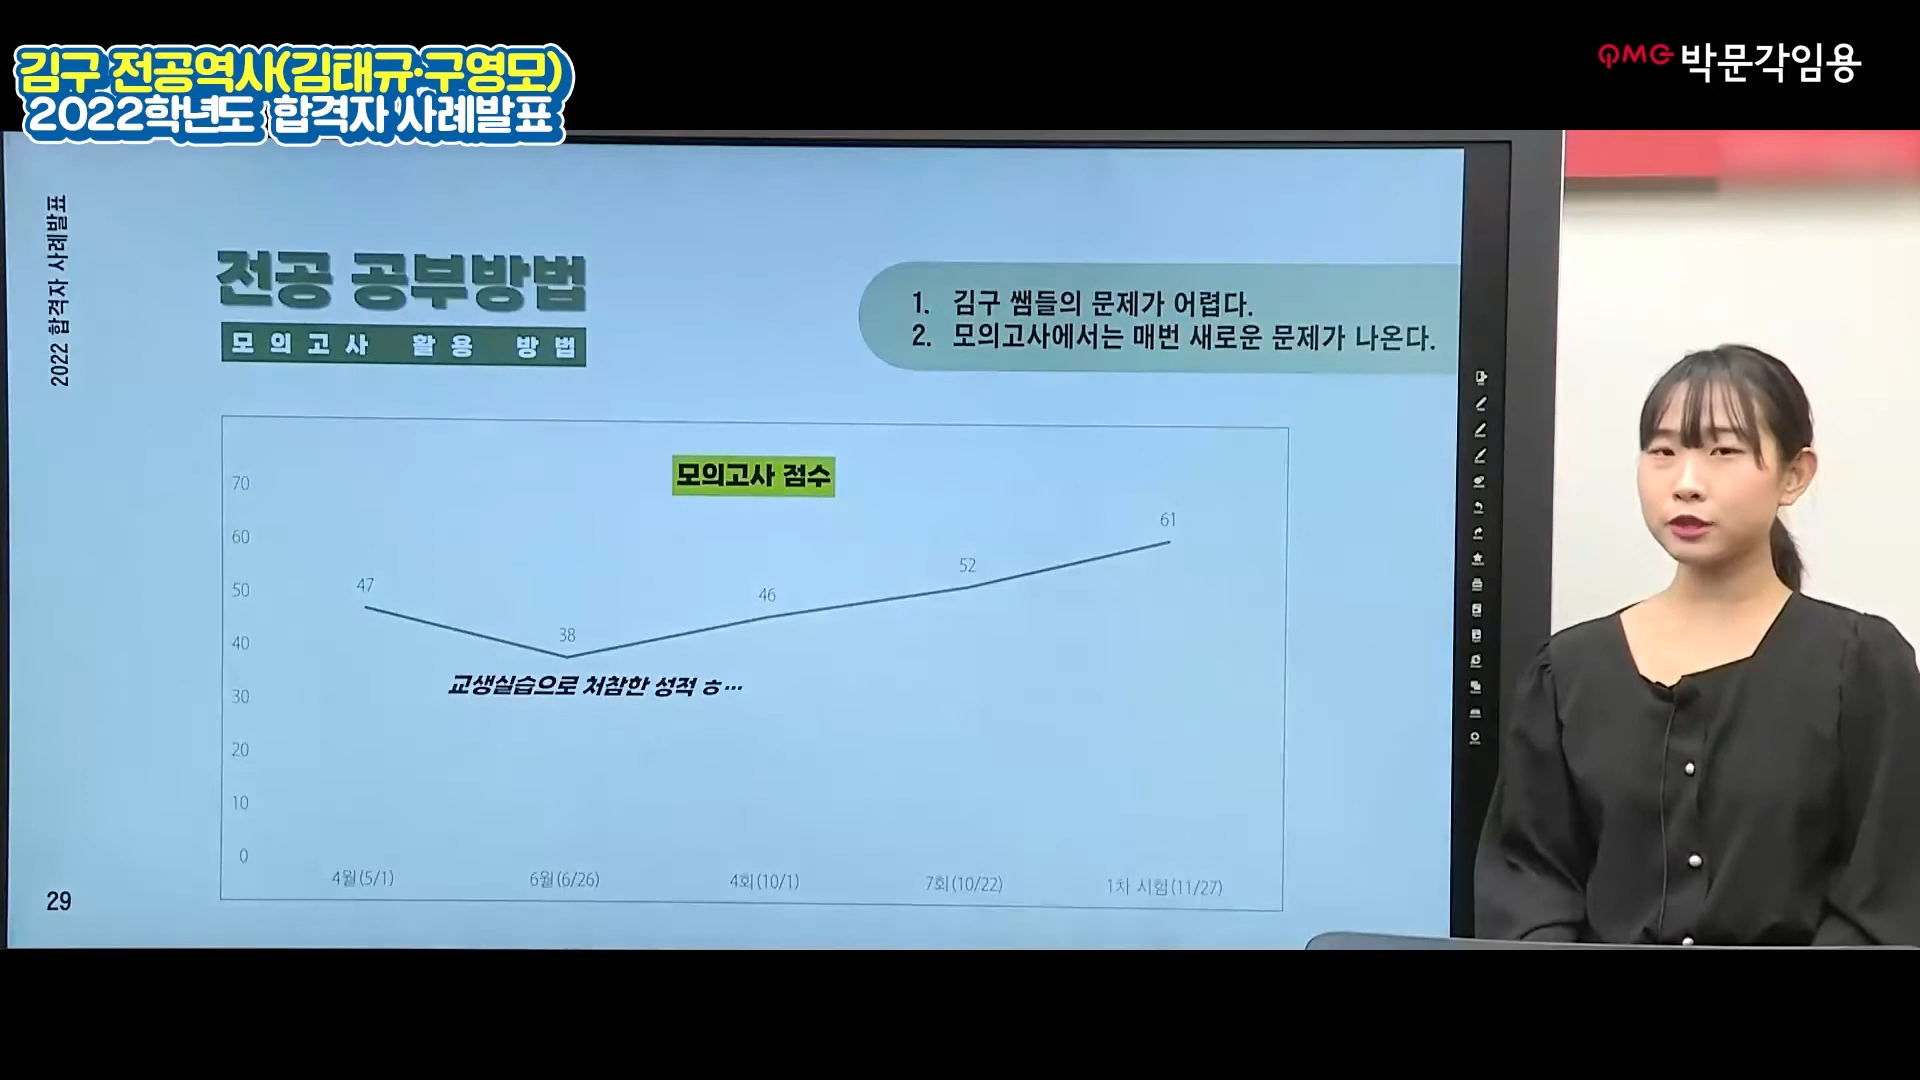 김구 전공역사(김태규·구영모)
2022학년도 합격자 사례발표
PMG 박문각임용
2022 합격자 사례발표
전공 공부방법
모의고사 활용 방법
1. 김구 쌤들의 문제가 어렵다.
2. 모의고사에서는 매번 새로운 문제가 나온다.
모의고사 점수
70
60
50
40
30
20
10
0
47
38
46
52
61
교생실습으로 처참한 성적 ㅎ…
4월(5/1)
6월(6/26)
4회(10/1)
7회(10/22)
1차 시험(11/27)
29